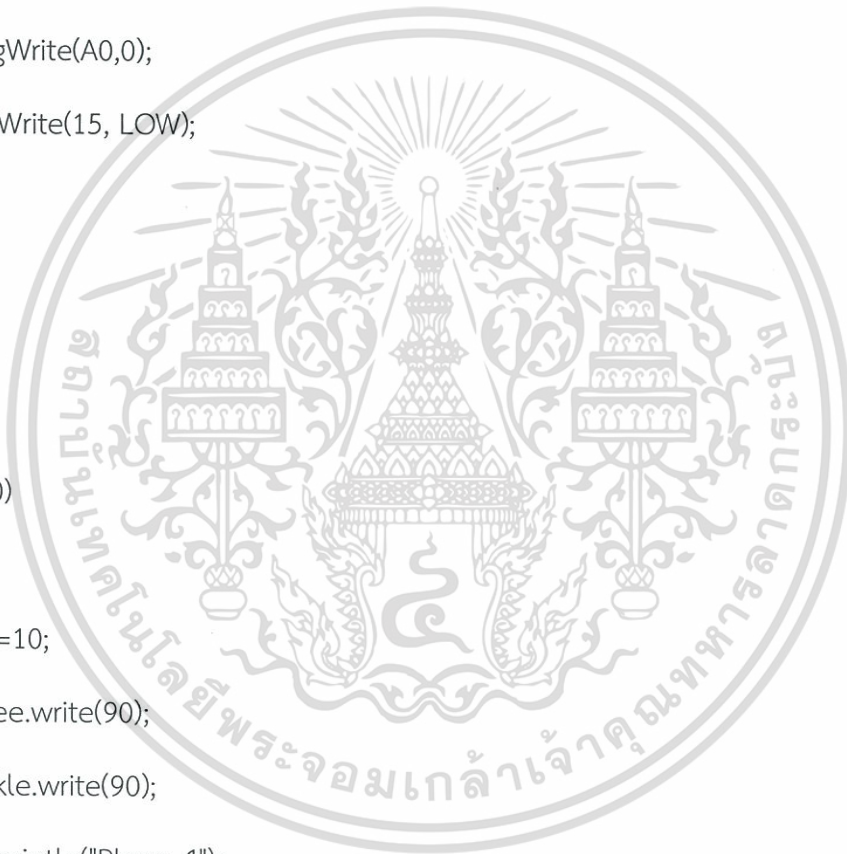 gWrite(A0,0);
Write(15, LOW);
))
=10;
ee.write(90);
kle.write(90);
สถาบันเทคโนโลยีพระจอมเกล้าเจ้าคุณทหารลาดกระบัง
๔